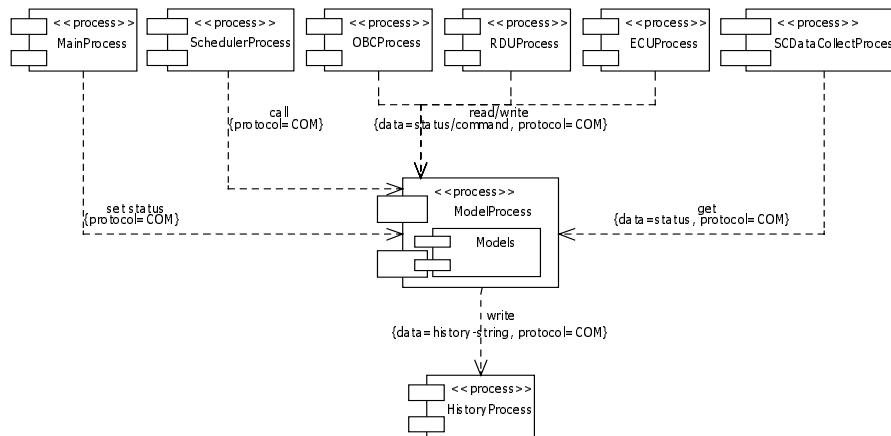 <<process>>
MainProcess
<<process>>
SchedulerProcess
<<process>>
OBCProcess
<<process>>
RDUProcess
<<process>>
ECUProcess
<<process>>
SCDataCollectProces
call
{protocol=COM}
read/write
{data=status/command, protocol=COM}
set status
{protocol=COM}
<<process>>
ModelProcess
Models
get
{data=status, protocol=COM}
write
{data=history-string, protocol=COM}
<<process>>
HistoryProcess